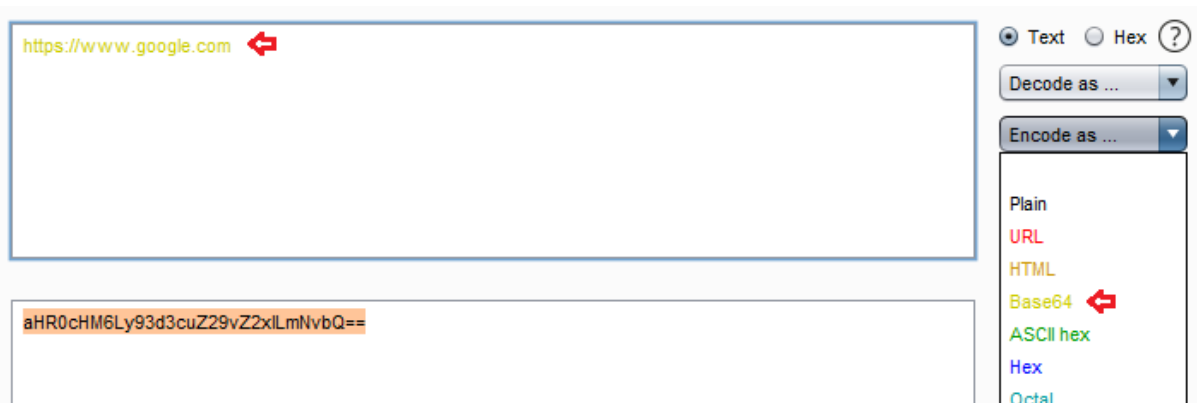 https://www.google.com
Text Hex ?
Decode as ...
Encode as ...
Plain
URL
HTML
Base64
ASCII hex
Hex
Octal
aHR0cHM6Ly93d3cuZ29vZ2xlLmNvbQ==